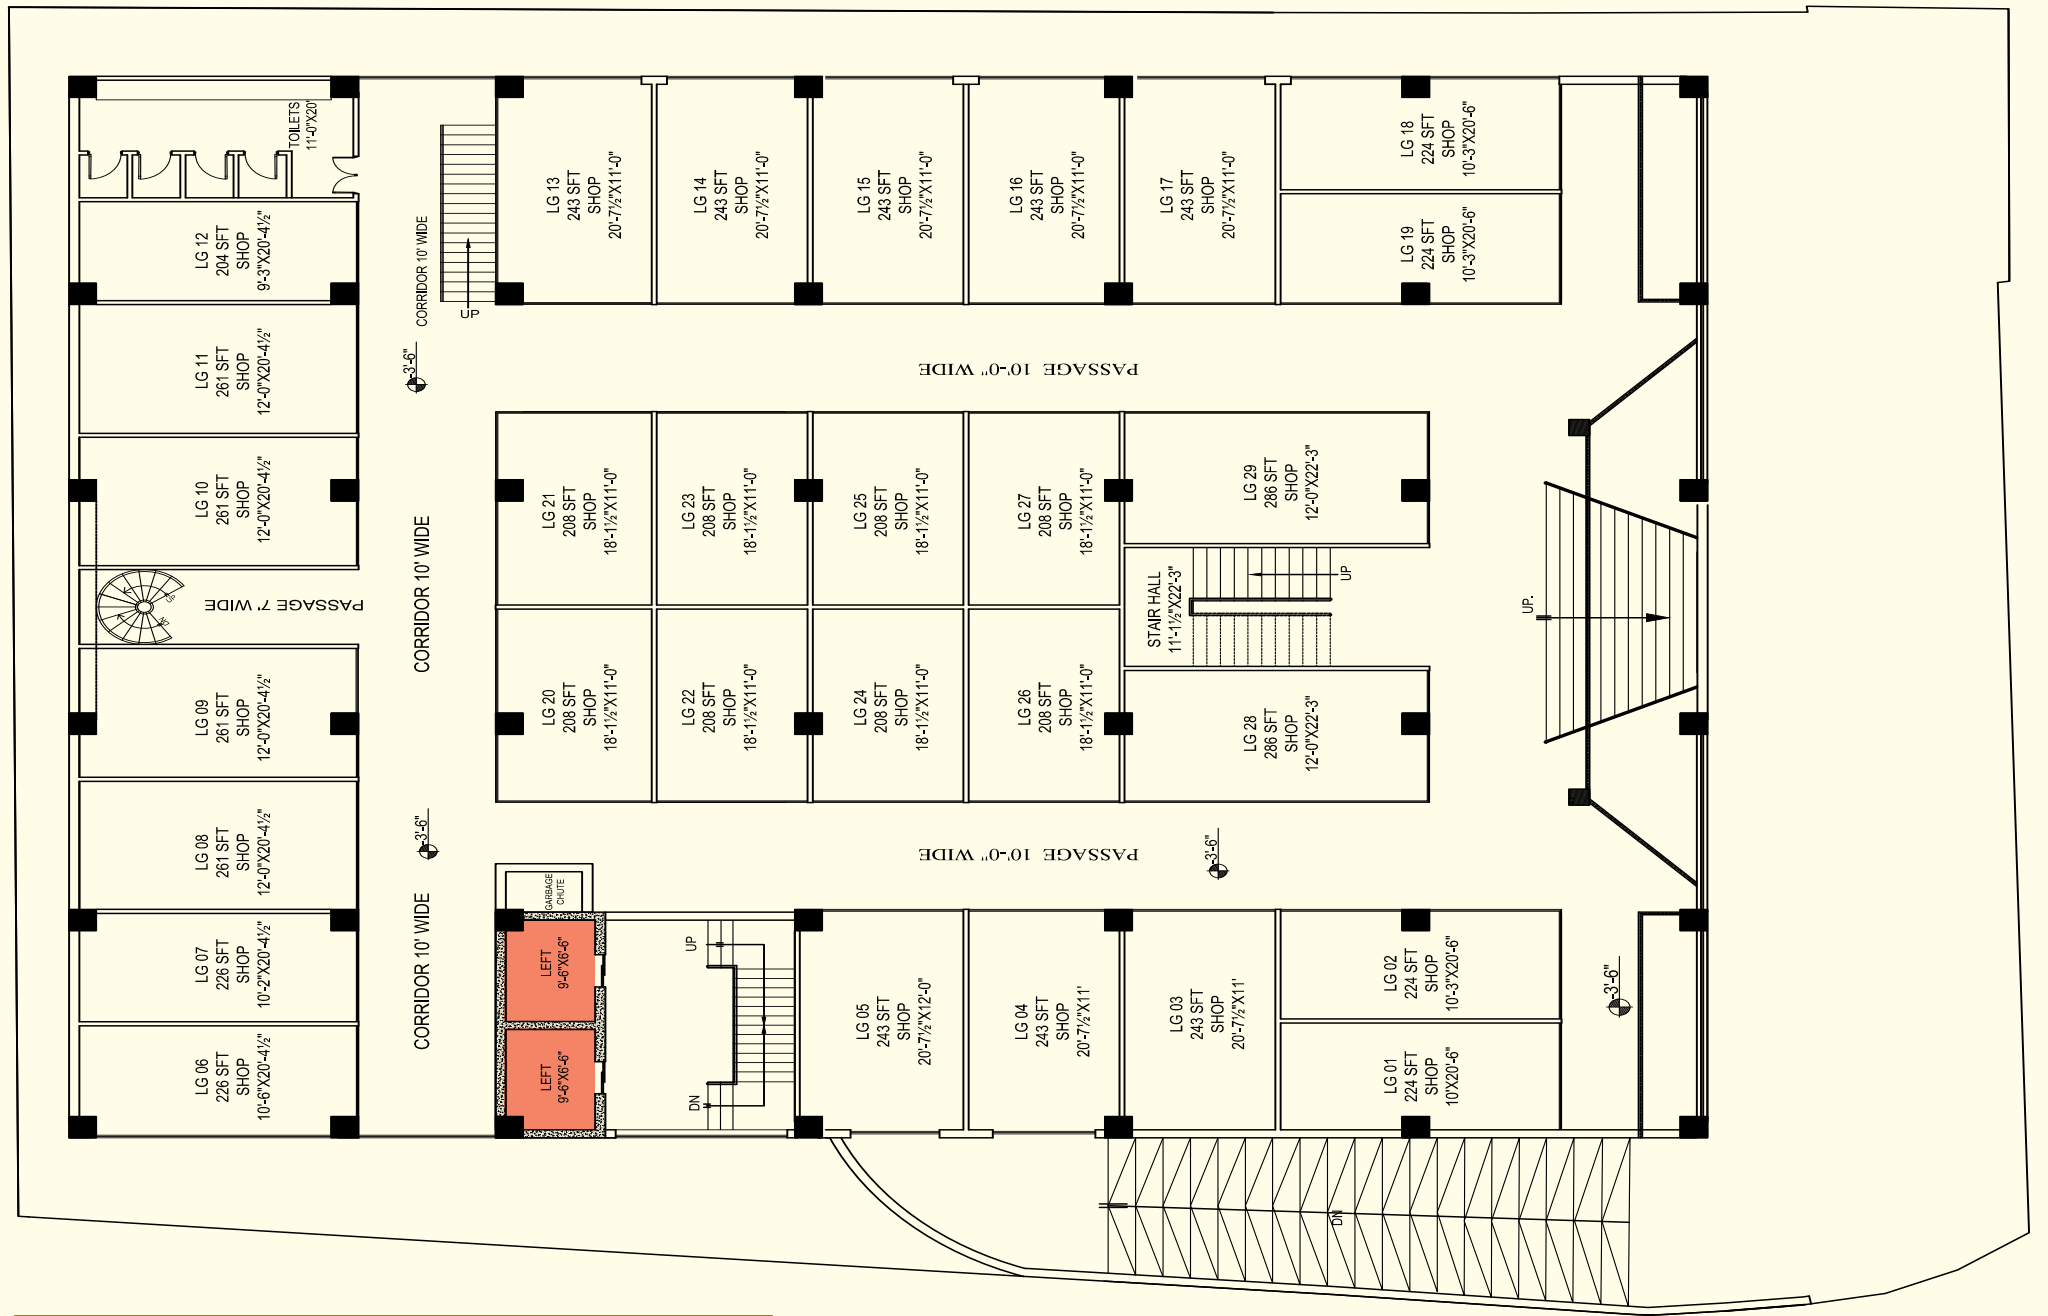 TOILETS
11'-0"X20'
LG 12
204 SFT
SHOP
9'-3"X20'-4½"
LG 11
261 SFT
SHOP
12'-0"X20'-4½"
LG 10
261 SFT
SHOP
12'-0"X20'-4½"
UP
DN
PASSAGE 7' WIDE
LG 09
261 SFT
SHOP
12'-0"X20'-4½"
LG 08
261 SFT
SHOP
12'-0"X20'-4½"
LG 07
226 SFT
SHOP
10'-2"X20'-4½"
LG 06
226 SFT
SHOP
10'-6"X20'-4½"
CORRIDOR 10' WIDE
UP
-3'-6"
CORRIDOR 10' WIDE
-3'-6"
CORRIDOR 10' WIDE
LG 13
243 SFT
SHOP
20'-7½"X11'-0"
LG 14
243 SFT
SHOP
20'-7½"X11'-0"
LG 15
243 SFT
SHOP
20'-7½"X11'-0"
LG 16
243 SFT
SHOP
20'-7½"X11'-0"
LG 17
243 SFT
SHOP
20'-7½"X11'-0"
LG 18
224 SFT
SHOP
10'-3"X20'-6"
LG 19
224 SFT
SHOP
10'-3"X20'-6"
PASSAGE 10'-0" WIDE
LG 21
208 SFT
SHOP
18'-1½"X11'-0"
LG 23
208 SFT
SHOP
18'-1½"X11'-0"
LG 25
208 SFT
SHOP
18'-1½"X11'-0"
LG 27
208 SFT
SHOP
18'-1½"X11'-0"
LG 29
286 SFT
SHOP
12'-0"X22'-3"
STAIR HALL
11'-1½"X22'-3"
UP
UP.
LG 20
208 SFT
SHOP
18'-1½"X11'-0"
LG 22
208 SFT
SHOP
18'-1½"X11'-0"
LG 24
208 SFT
SHOP
18'-1½"X11'-0"
LG 26
208 SFT
SHOP
18'-1½"X11'-0"
LG 28
286 SFT
SHOP
12'-0"X22'-3"
PASSAGE 10'-0" WIDE
-3'-6"
GARBAGE
CHUTE
LEFT
9'-6"X6'-6"
LEFT
9'-6"X6'-6"
UP
DN
LG 05
243 SFT
SHOP
20'-7½"X12'-0"
LG 04
243 SFT
SHOP
20'-7½"X11'
LG 03
243 SFT
SHOP
20'-7½"X11'
LG 02
224 SFT
SHOP
10'-3"X20'-6"
LG 01
224 SFT
SHOP
10'X20'-6"
-3'-6"
DN